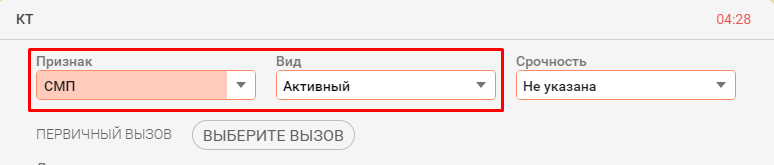 КТ 04:28
Признак Вид Срочность
СМП Активный Не указана
ПЕРВИЧНЫЙ ВЫЗОВ ВЫБЕРИТЕ ВЫЗОВ